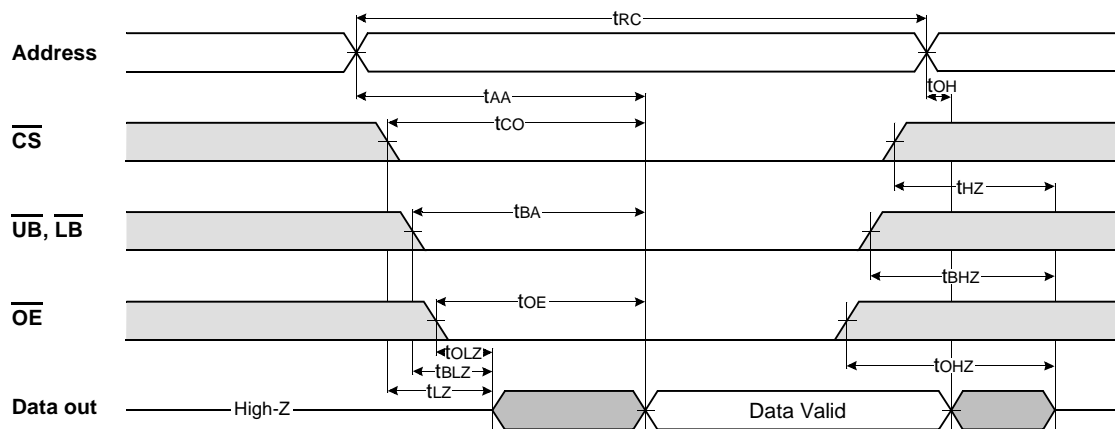 tRC
Address
tOH
tAA
CS
tCO
tHZ
UB, LB
tBA
tBHZ
OE
tOE
tOLZ
tOHZ
tBLZ
tLZ
Data out
High-Z
Data Valid